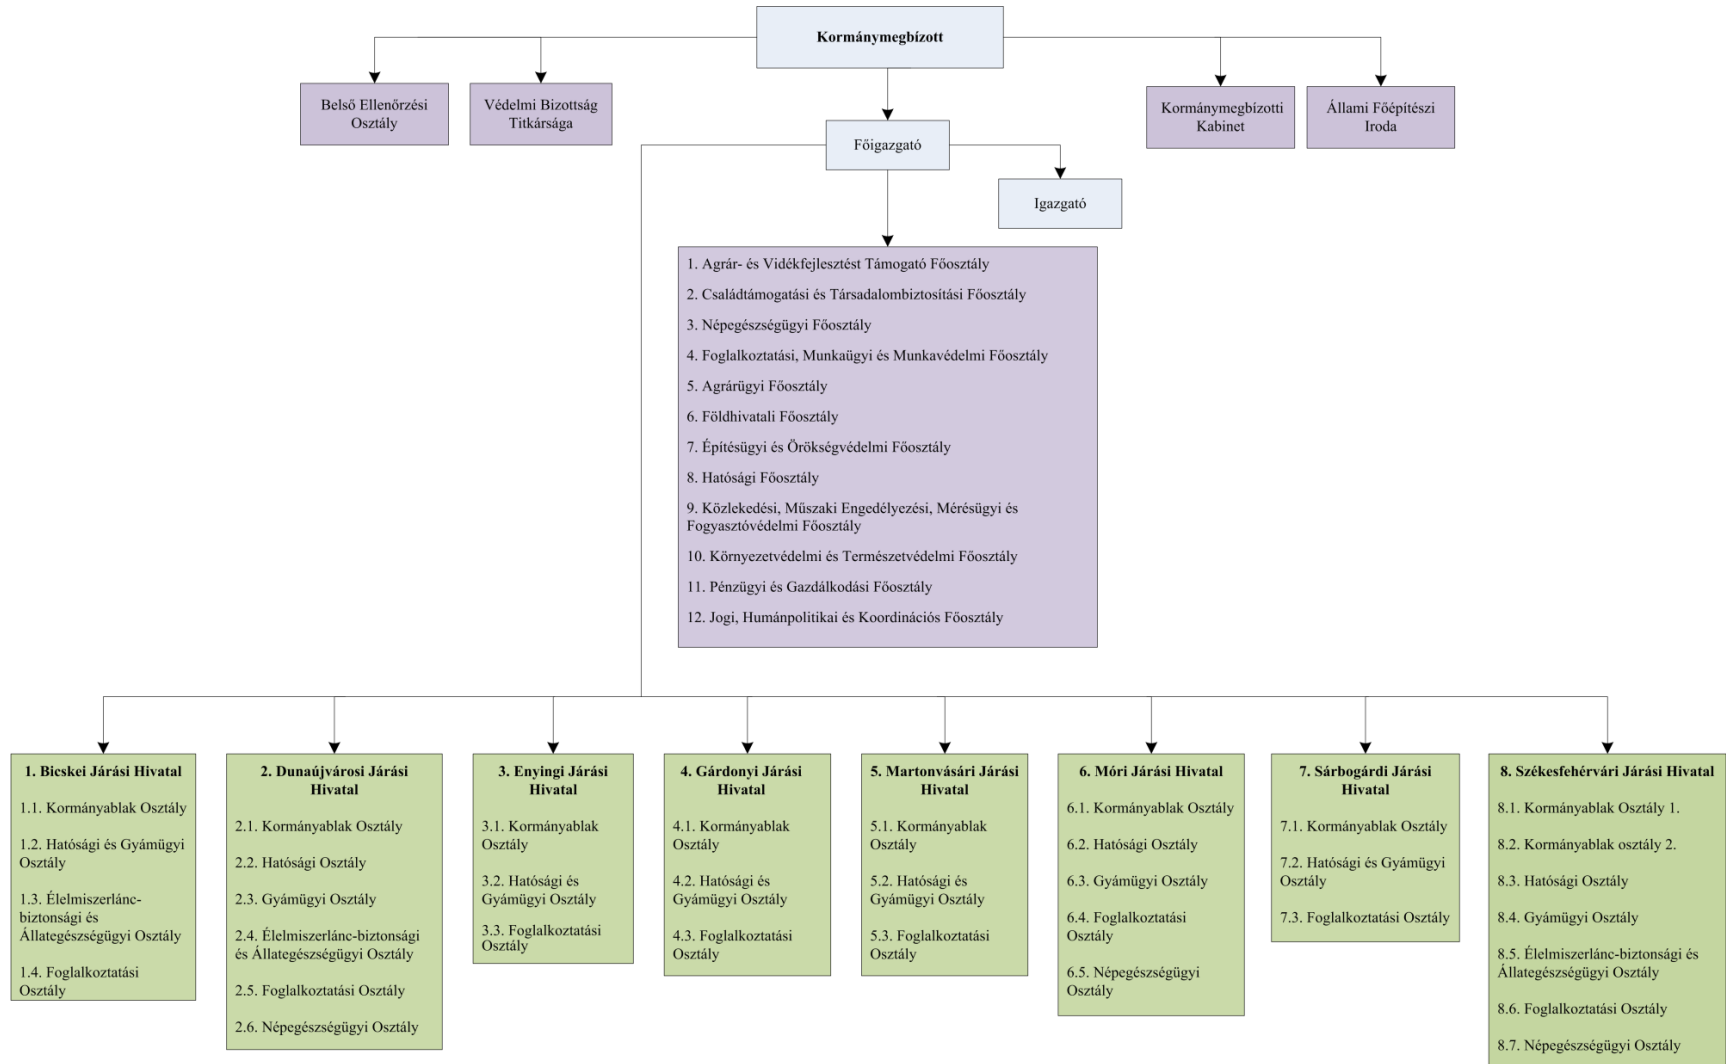 Kormánymegbízott
Belső Ellenőrzési
Osztály
Védelmi Bizottság
Titkársága
Kormánymegbízotti
Kabinet
Állami Főépítészi
Iroda
Főigazgató
Igazgató
1. Agrár- és Vidékfejlesztést Támogató Főosztály
2. Családtámogatási és Társadalombiztosítási Főosztály
3. Népegészségügyi Főosztály
4. Foglalkoztatási, Munkaügyi és Munkavédelmi Főosztály
5. Agrárügyi Főosztály
6. Földhivatali Főosztály
7. Építésügyi és Örökségvédelmi Főosztály
8. Hatósági Főosztály
9. Közlekedési, Műszaki Engedélyezési, Mérésügyi és
Fogyasztóvédelmi Főosztály
10. Környezetvédelmi és Természetvédelmi Főosztály
11. Pénzügyi és Gazdálkodási Főosztály
12. Jogi, Humánpolitikai és Koordinációs Főosztály
1. Bicskei Járási Hivatal
1.1. Kormányablak Osztály
1.2. Hatósági és Gyámügyi
Osztály
1.3. Élelmiszerlánc-
biztonsági és
Állategészségügyi Osztály
1.4. Foglalkoztatási
Osztály
2. Dunaújvárosi Járási
Hivatal
2.1. Kormányablak Osztály
2.2. Hatósági Osztály
2.3. Gyámügyi Osztály
2.4. Élelmiszerlánc-biztonsági
és Állategészségügyi Osztály
2.5. Foglalkoztatási Osztály
2.6. Népegészségügyi Osztály
3. Enyingi Járási
Hivatal
3.1. Kormányablak
Osztály
3.2. Hatósági és
Gyámügyi Osztály
3.3. Foglalkoztatási
Osztály
4. Gárdonyi Járási
Hivatal
4.1. Kormányablak
Osztály
4.2. Hatósági és
Gyámügyi Osztály
4.3. Foglalkoztatási
Osztály
5. Martonvásári Járási
Hivatal
5.1. Kormányablak
Osztály
5.2. Hatósági és
Gyámügyi Osztály
5.3. Foglalkoztatási
Osztály
6. Móri Járási Hivatal
6.1. Kormányablak Osztály
6.2. Hatósági Osztály
6.3. Gyámügyi Osztály
6.4. Foglalkoztatási
Osztály
6.5. Népegészségügyi
Osztály
7. Sárbogárdi Járási
Hivatal
7.1. Kormányablak Osztály
7.2. Hatósági és Gyámügyi
Osztály
7.3. Foglalkoztatási Osztály
8. Székesfehérvári Járási Hivatal
8.1. Kormányablak Osztály 1.
8.2. Kormányablak osztály 2.
8.3. Hatósági Osztály
8.4. Gyámügyi Osztály
8.5. Élelmiszerlánc-biztonsági és
Állategészségügyi Osztály
8.6. Foglalkoztatási Osztály
8.7. Népegészségügyi Osztály